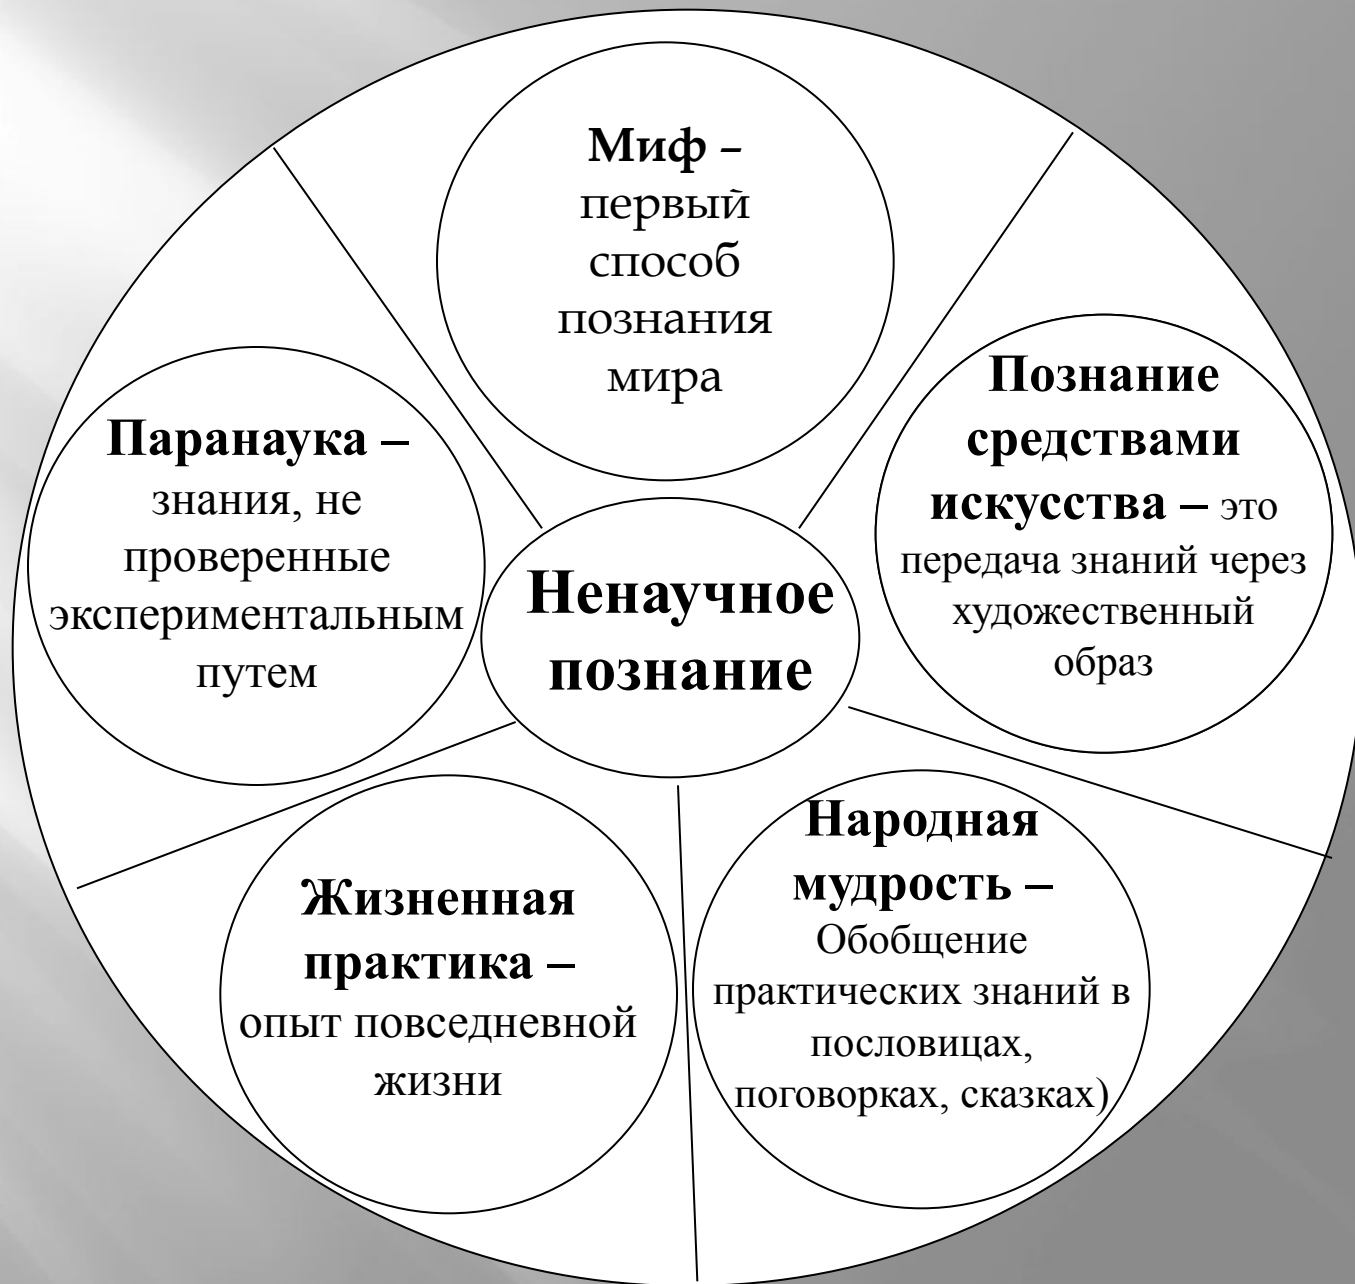 Миф –
первый
способ
познания
мира
Познание
средствами
искусства – это
передача знаний через
художественный
образ
Паранаука –
знания, не
проверенные
экспериментальным
путем
Ненаучное
познание
Народная
мудрость –
Обобщение
практических знаний в
пословицах,
поговорках, сказках)
Жизненная
практика –
опыт повседневной
жизни